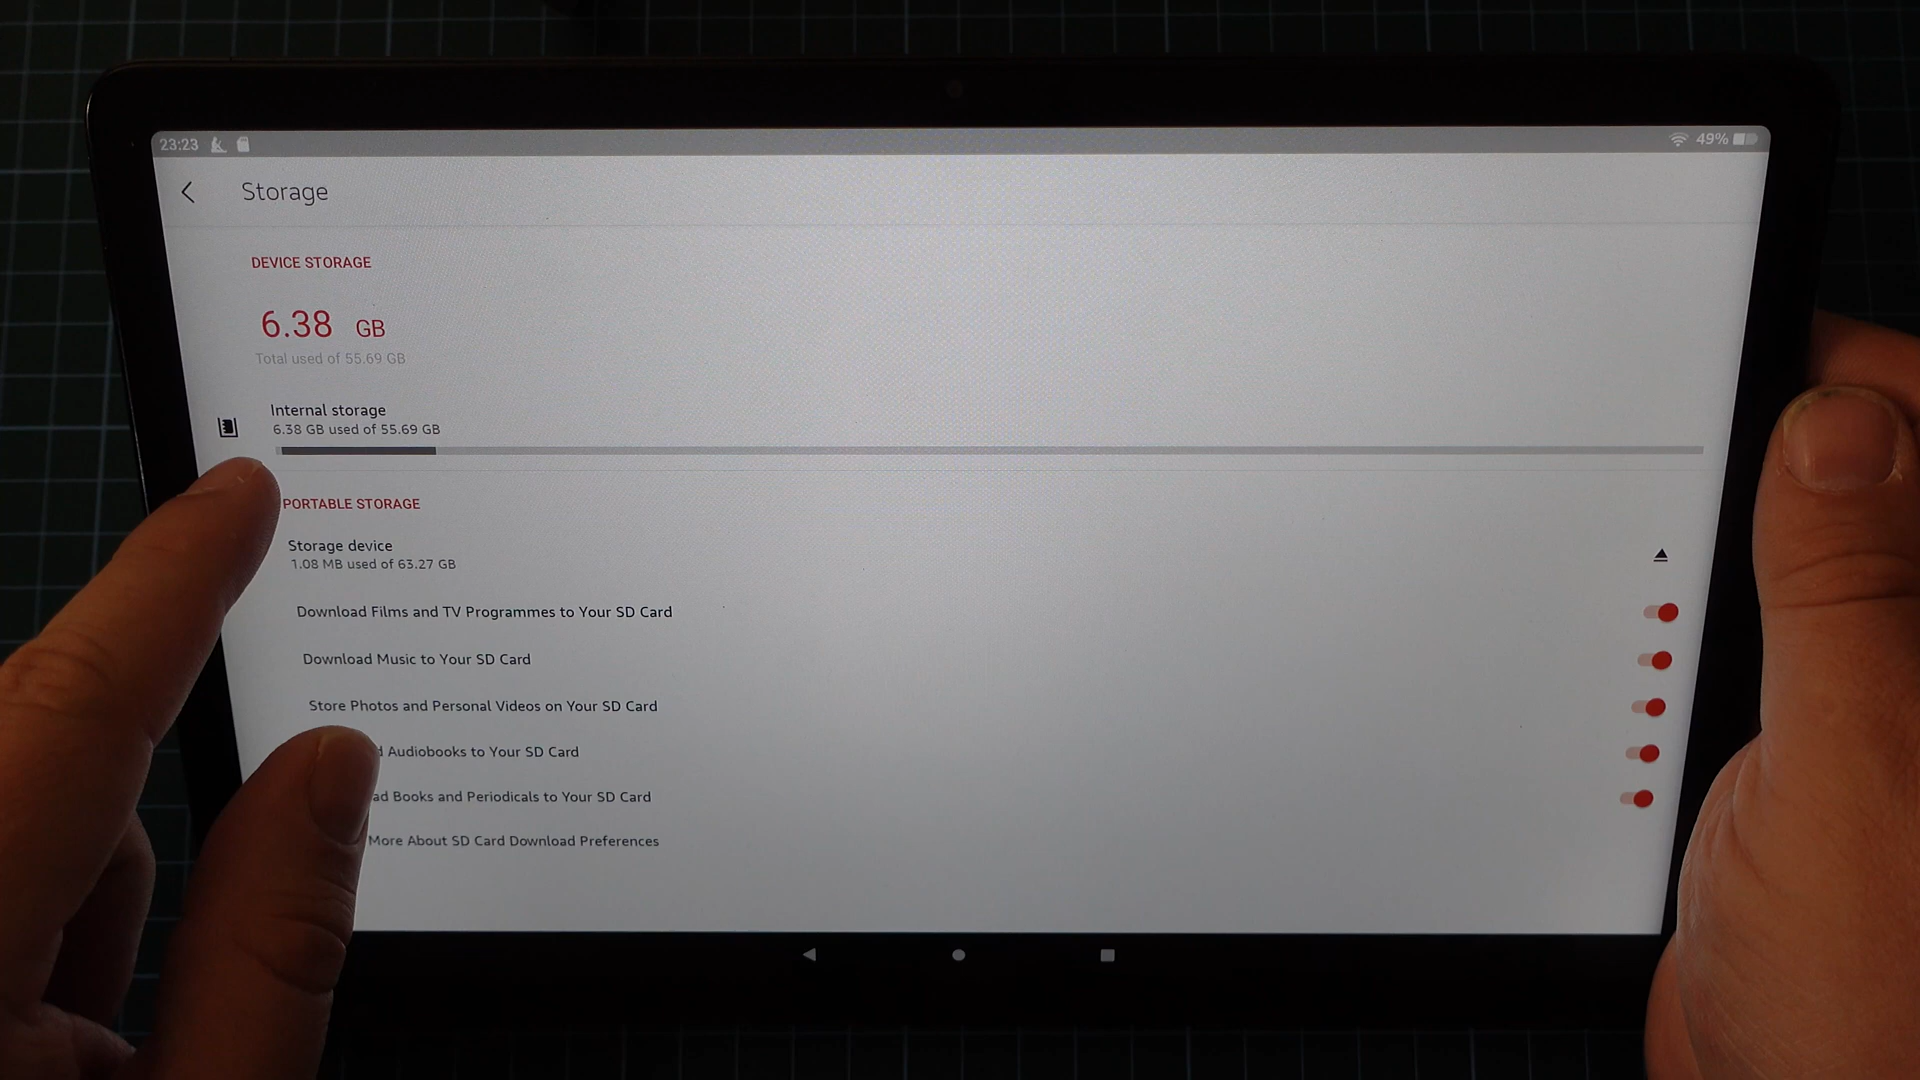 23:23
49%
Storage
DEVICE STORAGE
6.38 GB
Total used of 55.69 GB
Internal storage
6.38 GB used of 55.69 GB
PORTABLE STORAGE
Storage device
1.08 MB used of 63.27 GB
Download Films and TV Programmes to Your SD Card
Download Music to Your SD Card
Store Photos and Personal Videos on Your SD Card
Audiobooks to Your SD Card
Books and Periodicals to Your SD Card
More About SD Card Download Preferences